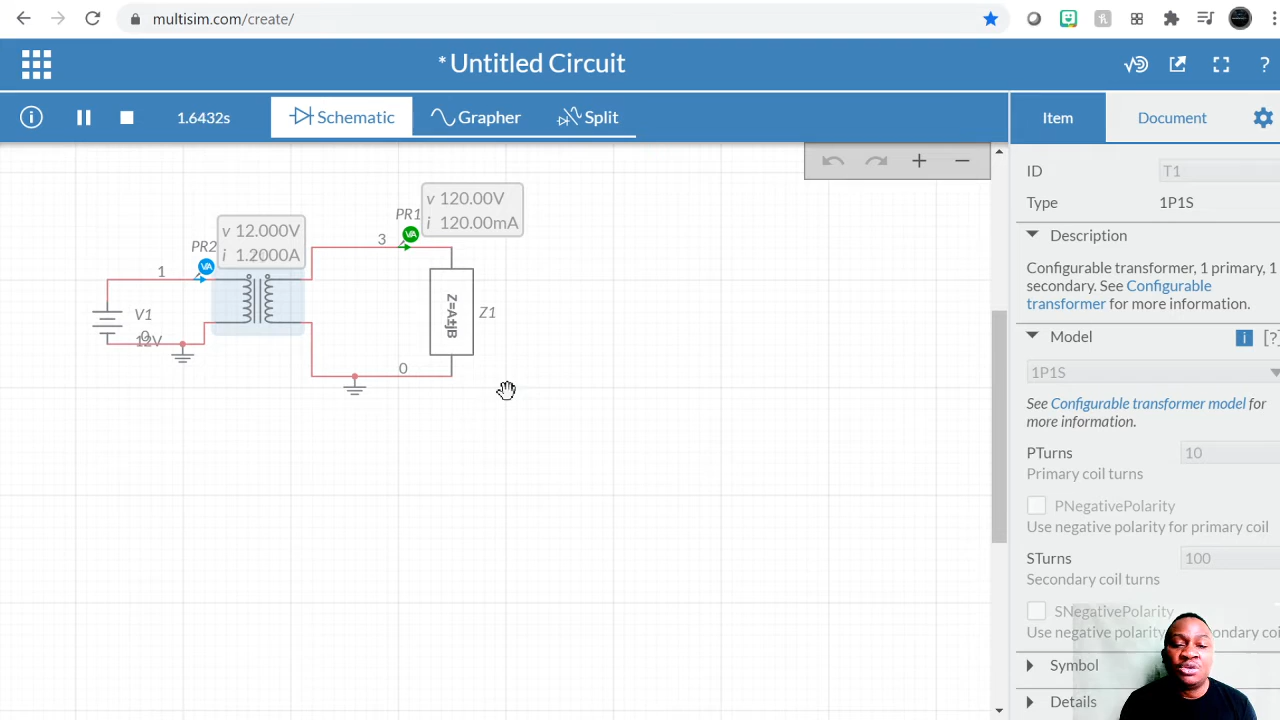 multisim.com/create/
*Untitled Circuit
?
1.6432s
Schematic
Grapher
Split
Item
Document
v 12.000V
i 1.2000A
PR2
VA
v 120.00V
i 120.00mA
PR1
VA
1
3
V1
0
12V
Z=A±jB
Z1
0
ID
T1
Type
1P1S
Description
Configurable transformer, 1 primary, 1
secondary. See Configurable
transformer for more information.
Model
i
[?]
1P1S
See Configurable transformer model for
more information.
PTurns
10
Primary coil turns
PNegativePolarity
Use negative polarity for primary coil
STurns
100
Secondary coil turns
SNegativePolarity
Use negative polarity
Symbol
Details